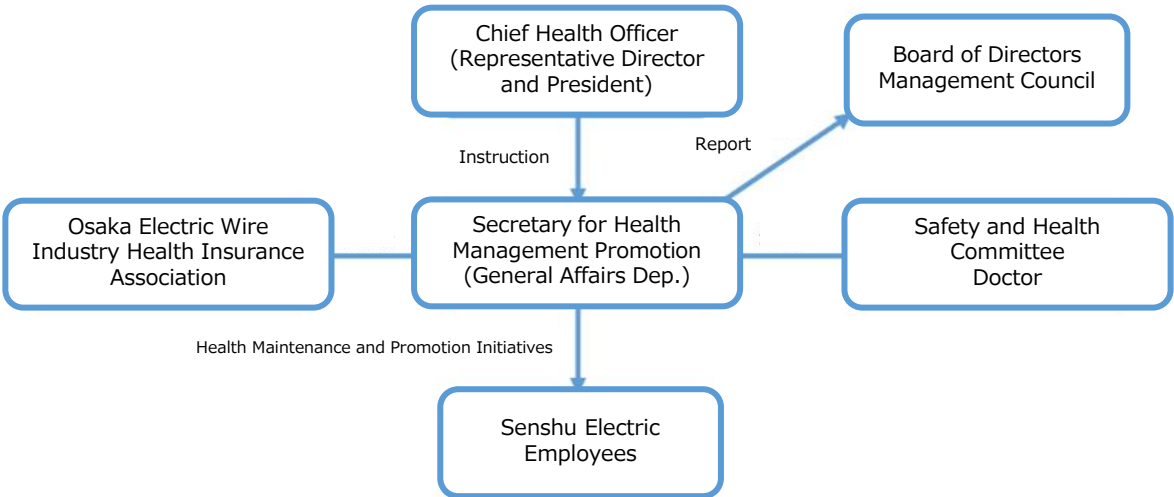 Chief Health Officer
(Representative Director
and President)
Board of Directors
Management Council
Instruction
Report
Osaka Electric Wire
Industry Health Insurance
Association
Secretary for Health
Management Promotion
(General Affairs Dep.)
Safety and Health
Committee
Doctor
Health Maintenance and Promotion Initiatives
Senshu Electric
Employees